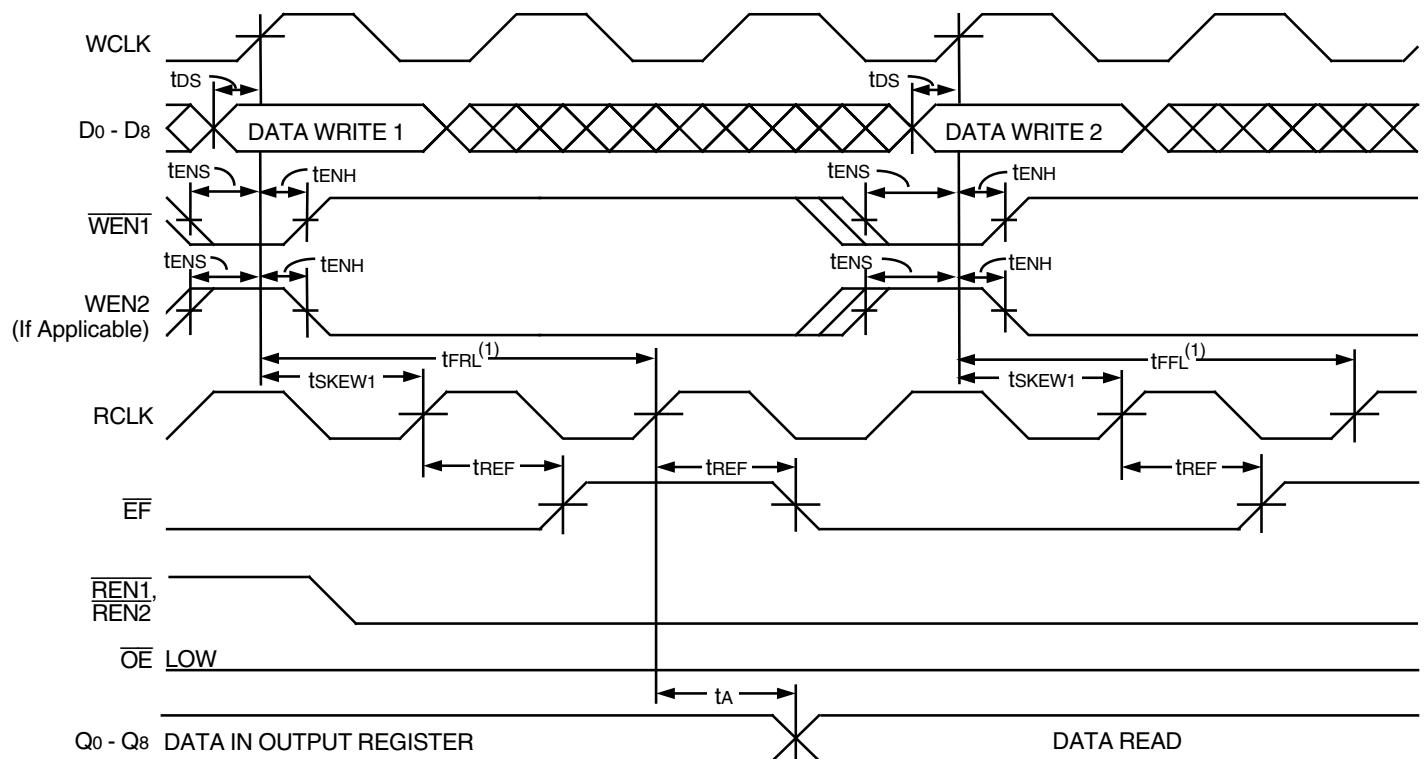 WCLK
tDS
tDS
D0 - D8
DATA WRITE 1
DATA WRITE 2
tENS
tENH
tENS
tENH
WEN1
tENS
tENH
tENS
tENH
WEN2
(If Applicable)
tFRL(1)
tFFL(1)
tSKEW1
tSKEW1
RCLK
tREF
tREF
tREF
EF
REN1,
REN2
OE
LOW
tA
Q0 - Q8
DATA IN OUTPUT REGISTER
DATA READ